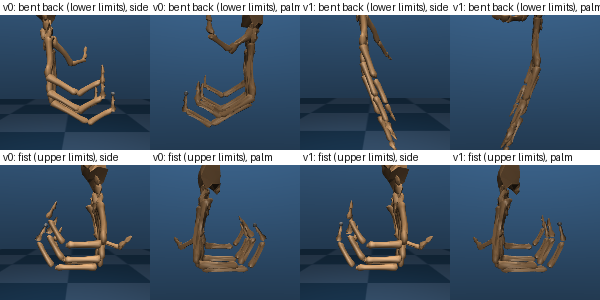 v0: bent back (lower limits), side
v0: bent back (lower limits), palm
v1: bent back (lower limits), side
v1: bent back (lower limits), palm
v0: fist (upper limits), side
v0: fist (upper limits), palm
v1: fist (upper limits), side
v1: fist (upper limits), palm